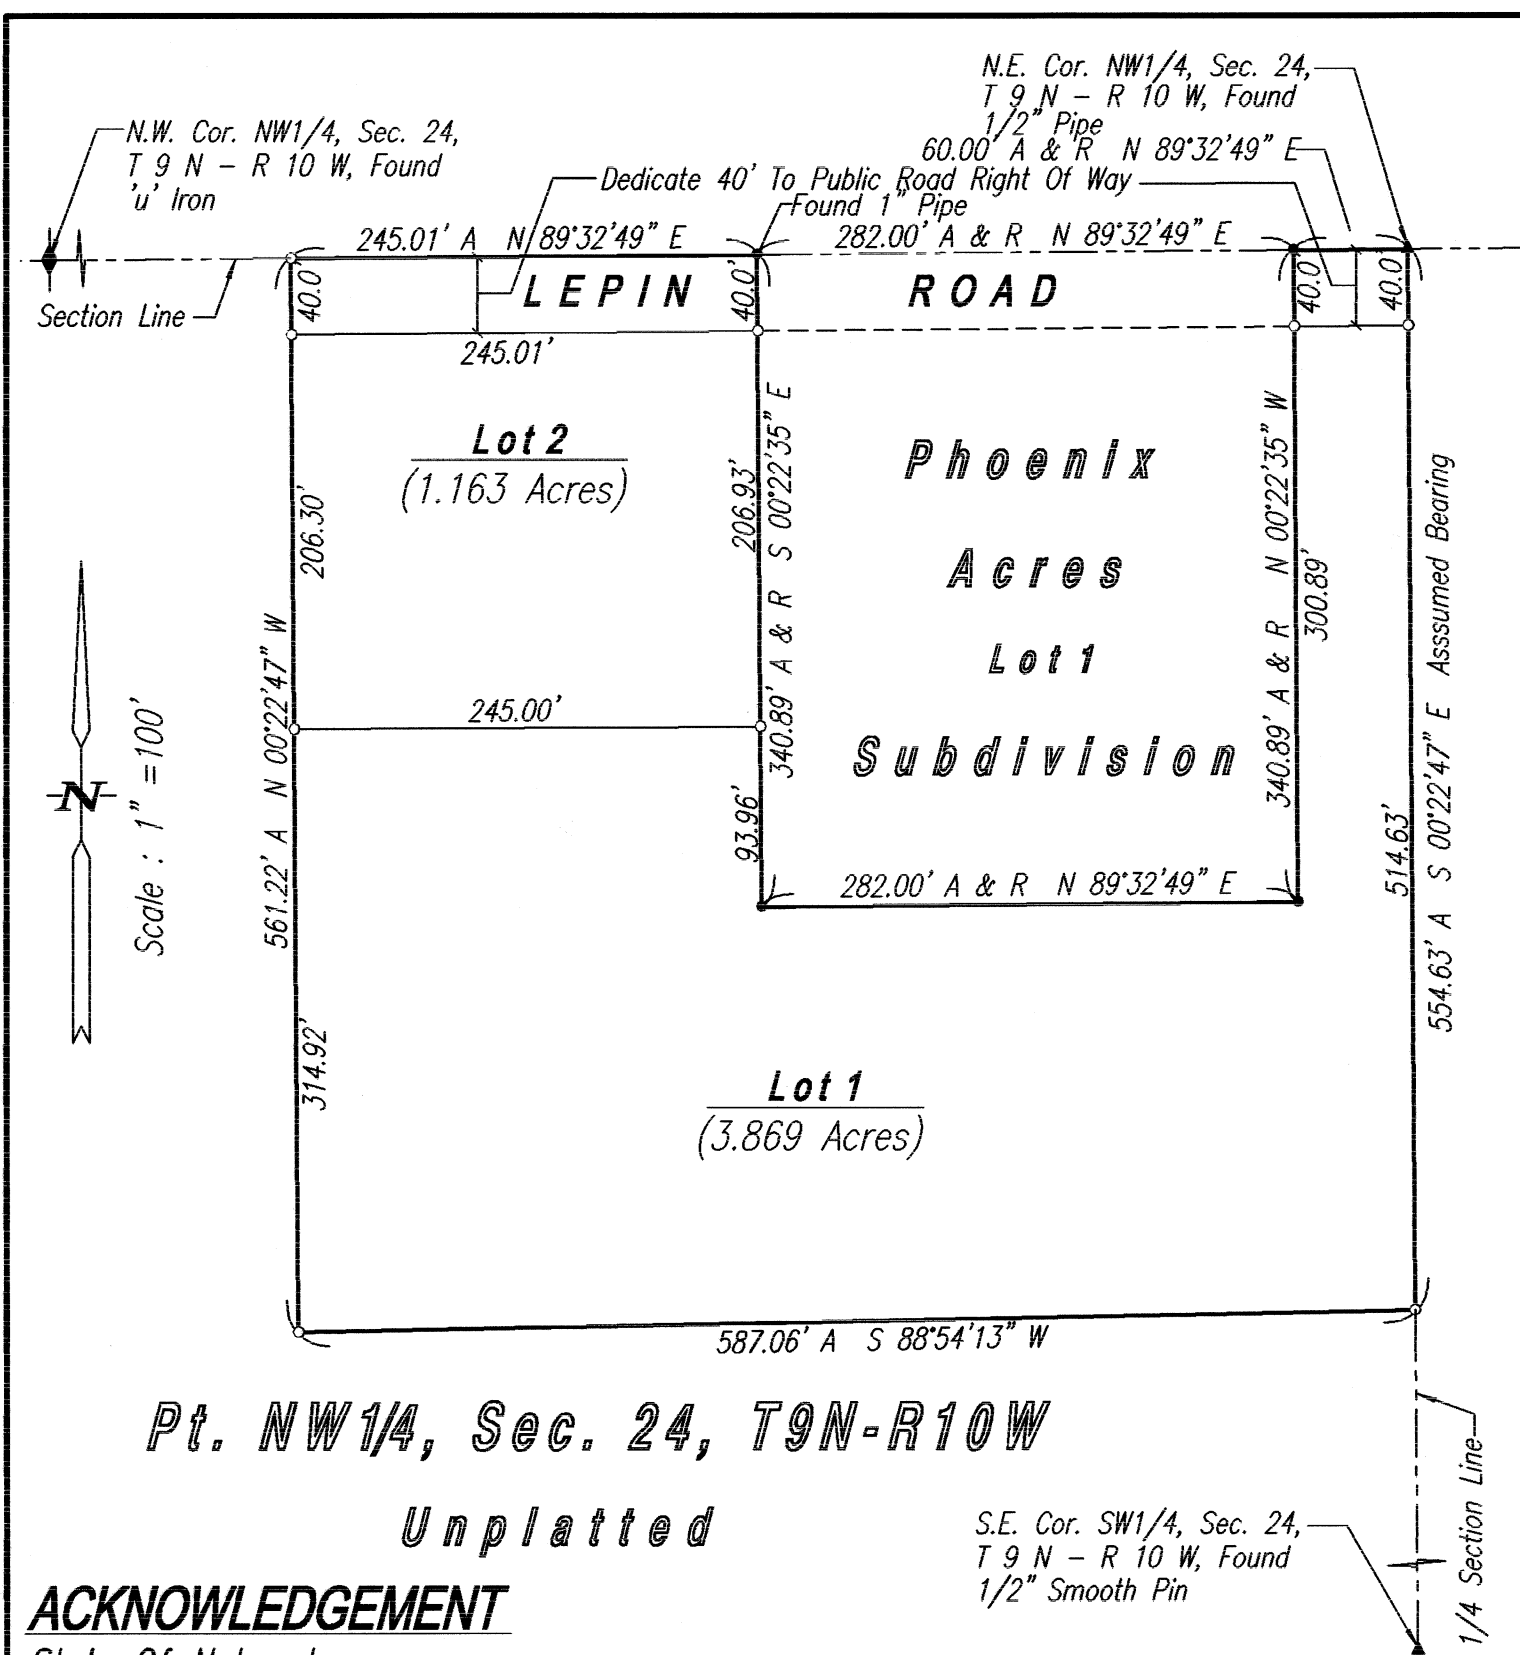 N.E. Cor. NW1/4, Sec. 24,
T 9 N – R 10 W, Found
1/2" Pipe
N.W. Cor. NW1/4, Sec. 24,
T 9 N – R 10 W, Found
'u' Iron
60.00' A & R N 89°32'49" E
Dedicate 40' To Public Road Right Of Way
Found 1" Pipe
245.01' A N 89°32'49" E
282.00' A & R N 89°32'49" E
Section Line
40.0'
LEPIN
40.0'
ROAD
40.0'
40.0'
245.01'
Lot 2
(1.163 Acres)
206.30'
206.93'
340.89' A & R S 00°22'35" E
Phoenix
Acres
Lot 1
Subdivision
340.89' A & R N 00°22'35" W
300.89'
554.63' A S 00°22'47" E Asssumed Bearing
514.63'
561.22' A N 00°22'47" W
245.00'
N
Scale : 1" =100'
93.96'
282.00' A & R N 89°32'49" E
314.92'
Lot 1
(3.869 Acres)
587.06' A S 88°54'13" W
Pt. NW1/4, Sec. 24, T9N-R10W
Unplatted
S.E. Cor. SW1/4, Sec. 24,
T 9 N – R 10 W, Found
1/2" Smooth Pin
1/4 Section Line
ACKNOWLEDGEMENT